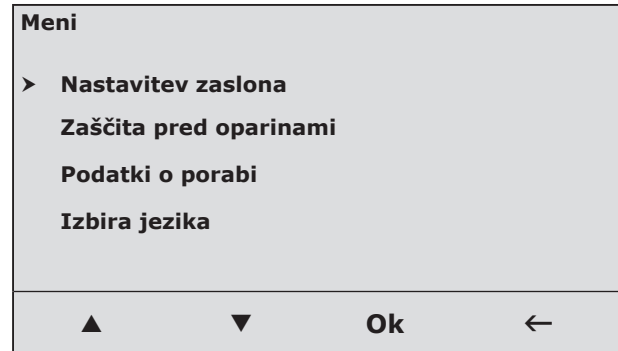 Meni
➤ Nastavitev zaslona
Zaščita pred oparinami
Podatki o porabi
Izbira jezika
▲ ▼ Ok ←